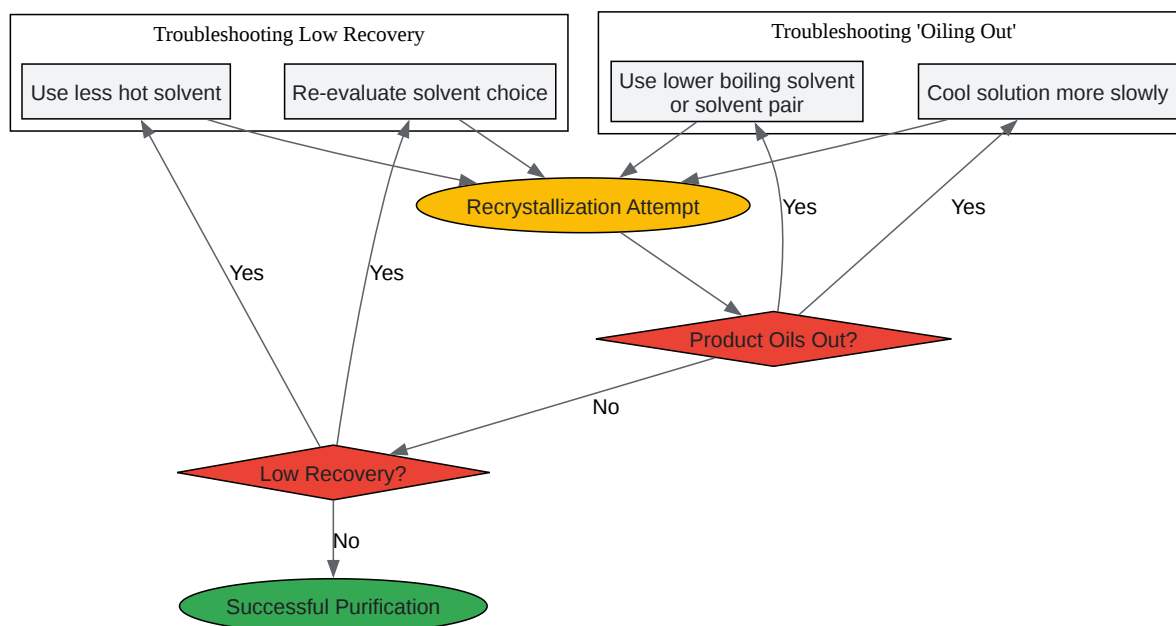 Troubleshooting Low Recovery
Use less hot solvent
Re-evaluate solvent choice
Troubleshooting 'Oiling Out'
Use lower boiling solvent
or solvent pair
Cool solution more slowly
Recrystallization Attempt
Yes
Yes
Yes
Yes
Product Oils Out?
No
Low Recovery?
No
Successful Purification